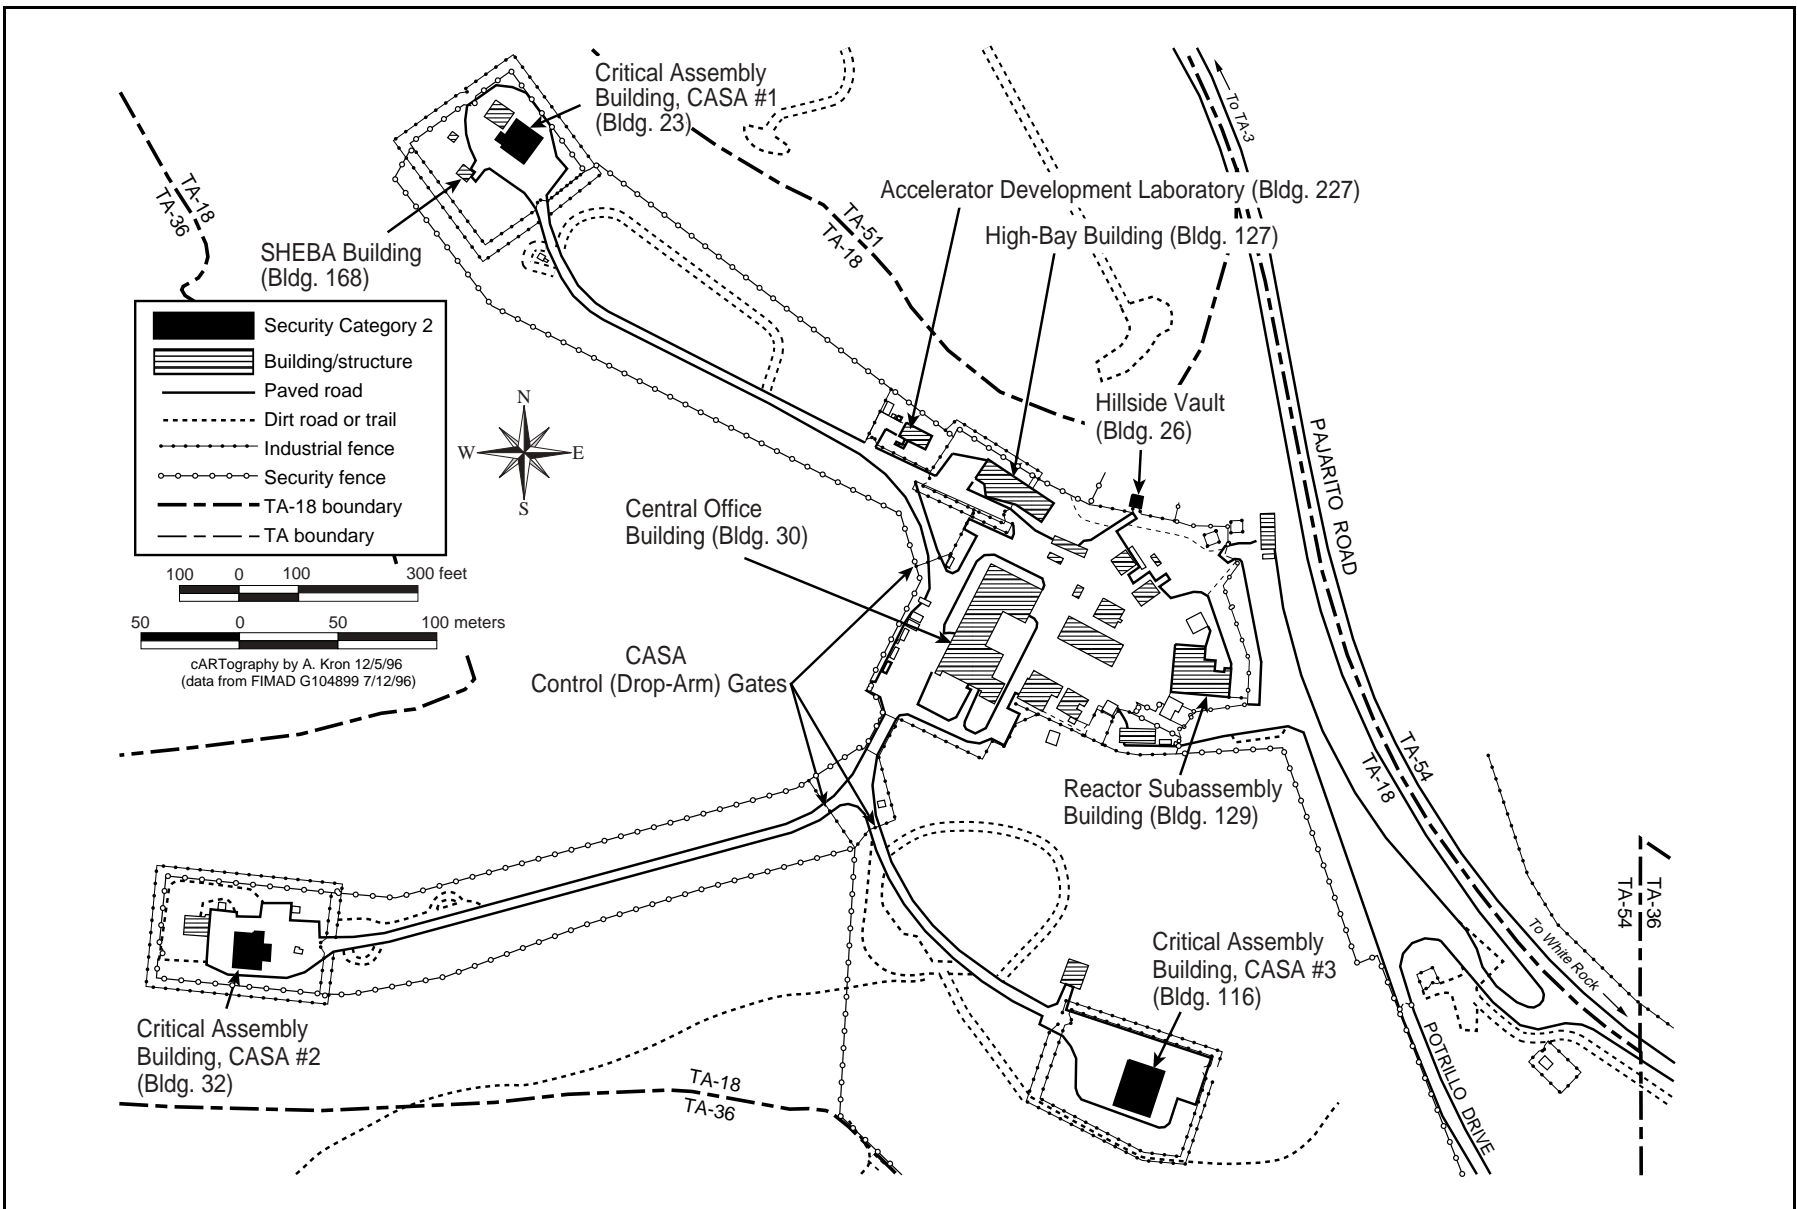 Critical Assembly
Building, CASA #1
(Bldg. 23)
To TA-3
TA-18
TA-36
Accelerator Development Laboratory (Bldg. 227)
TA-51
TA-18
High-Bay Building (Bldg. 127)
SHEBA Building
(Bldg. 168)
Security Category 2
Building/structure
Paved road
Dirt road or trail
Industrial fence
Security fence
TA-18 boundary
TA boundary
N
W
E
S
Hillside Vault
(Bldg. 26)
PAJARITO ROAD
Central Office
Building (Bldg. 30)
100 0 100 300 feet
50 0 50 100 meters
cARTography by A. Kron 12/5/96
(data from FIMAD G104899 7/12/96)
CASA
Control (Drop-Arm) Gates
TA-54
TA-18
Reactor Subassembly
Building (Bldg. 129)
TA-36
TA-54
To White Rock
Critical Assembly
Building, CASA #3
(Bldg. 116)
Critical Assembly
Building, CASA #2
(Bldg. 32)
POTRILLO DRIVE
TA-18
TA-36